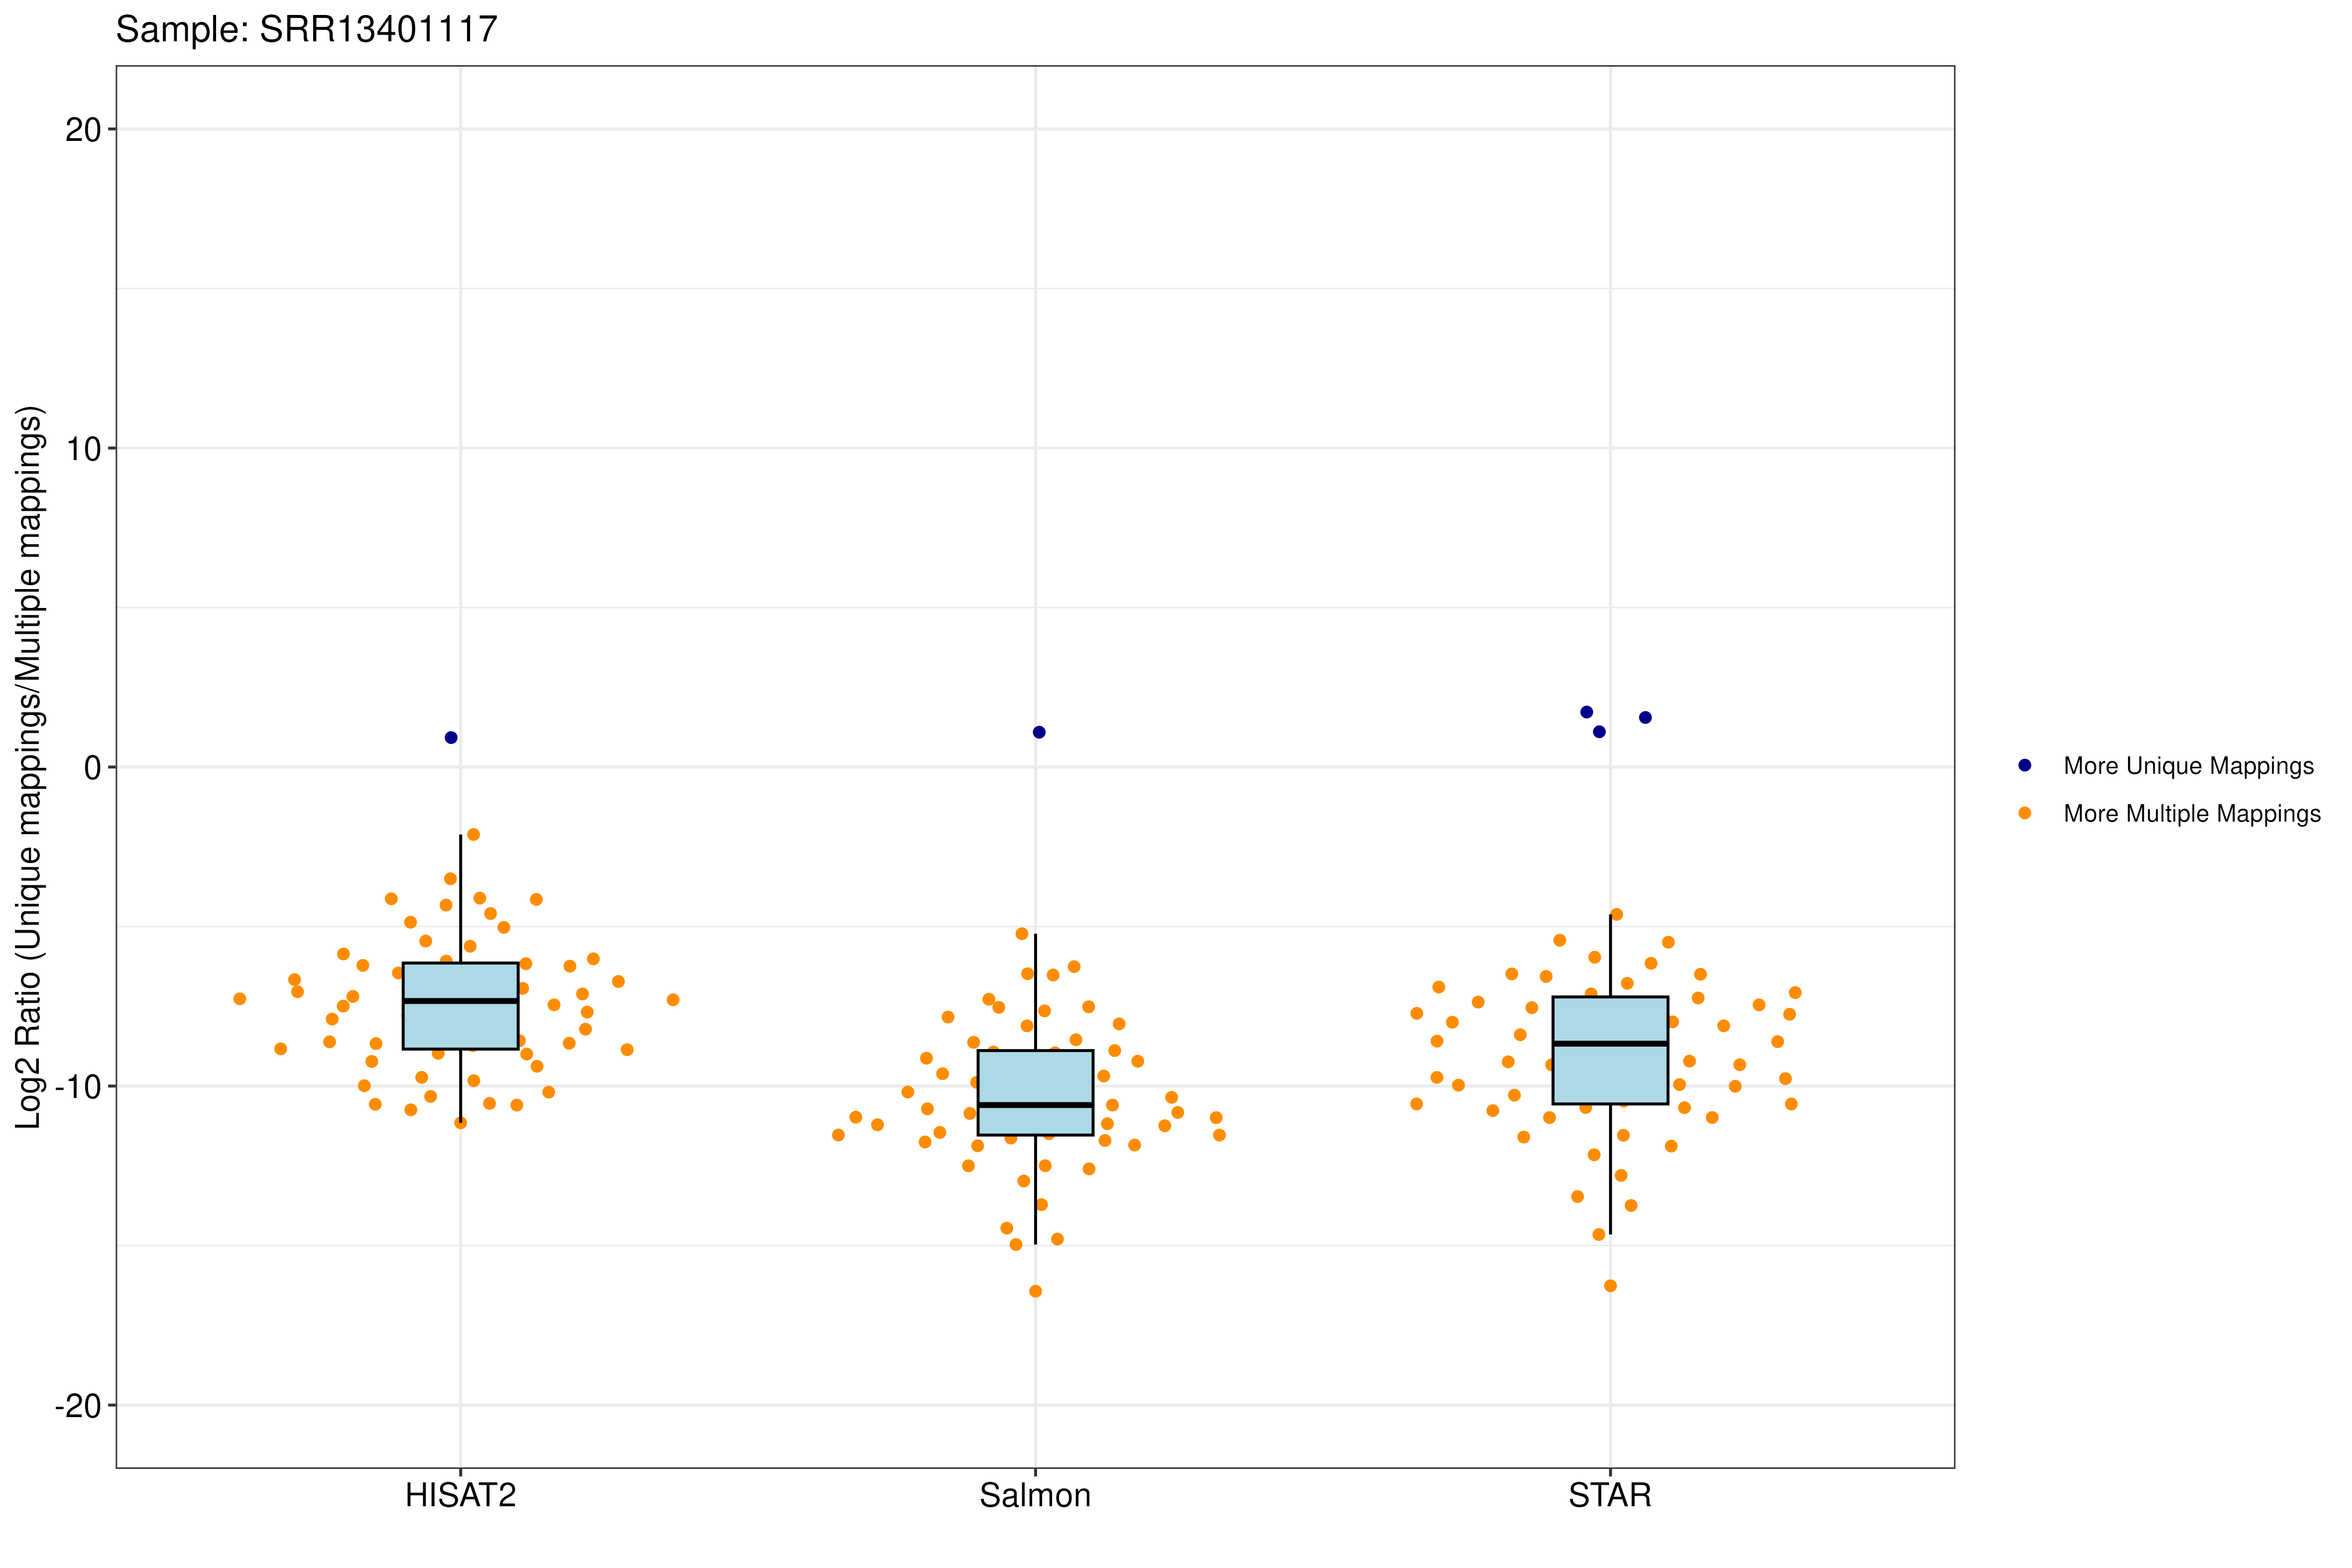 Sample: SRR13401117
Log2 Ratio (Unique mappings/Multiple mappings)
20
10
0
-10
-20
HISAT2
Salmon
STAR
More Unique Mappings
More Multiple Mappings